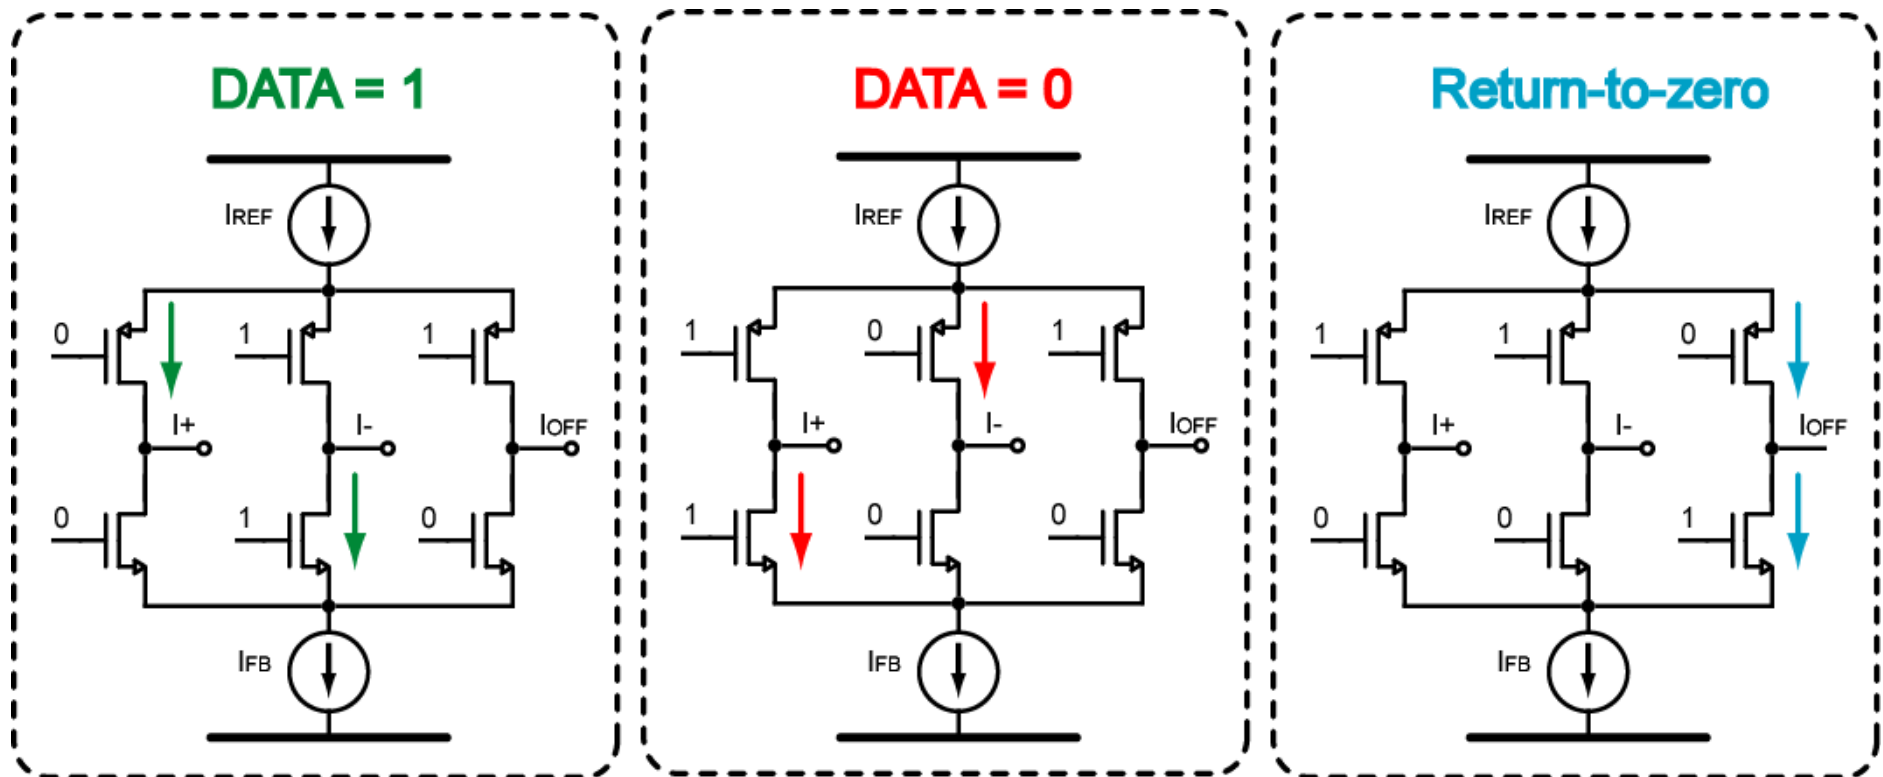 DATA = 1
IREF
0
1
1
I+
I-
IOFF
0
1
0
IFB
DATA = 0
IREF
1
0
1
I+
I-
IOFF
1
0
0
IFB
Return-to-zero
IREF
1
1
0
I+
I-
IOFF
0
0
1
IFB